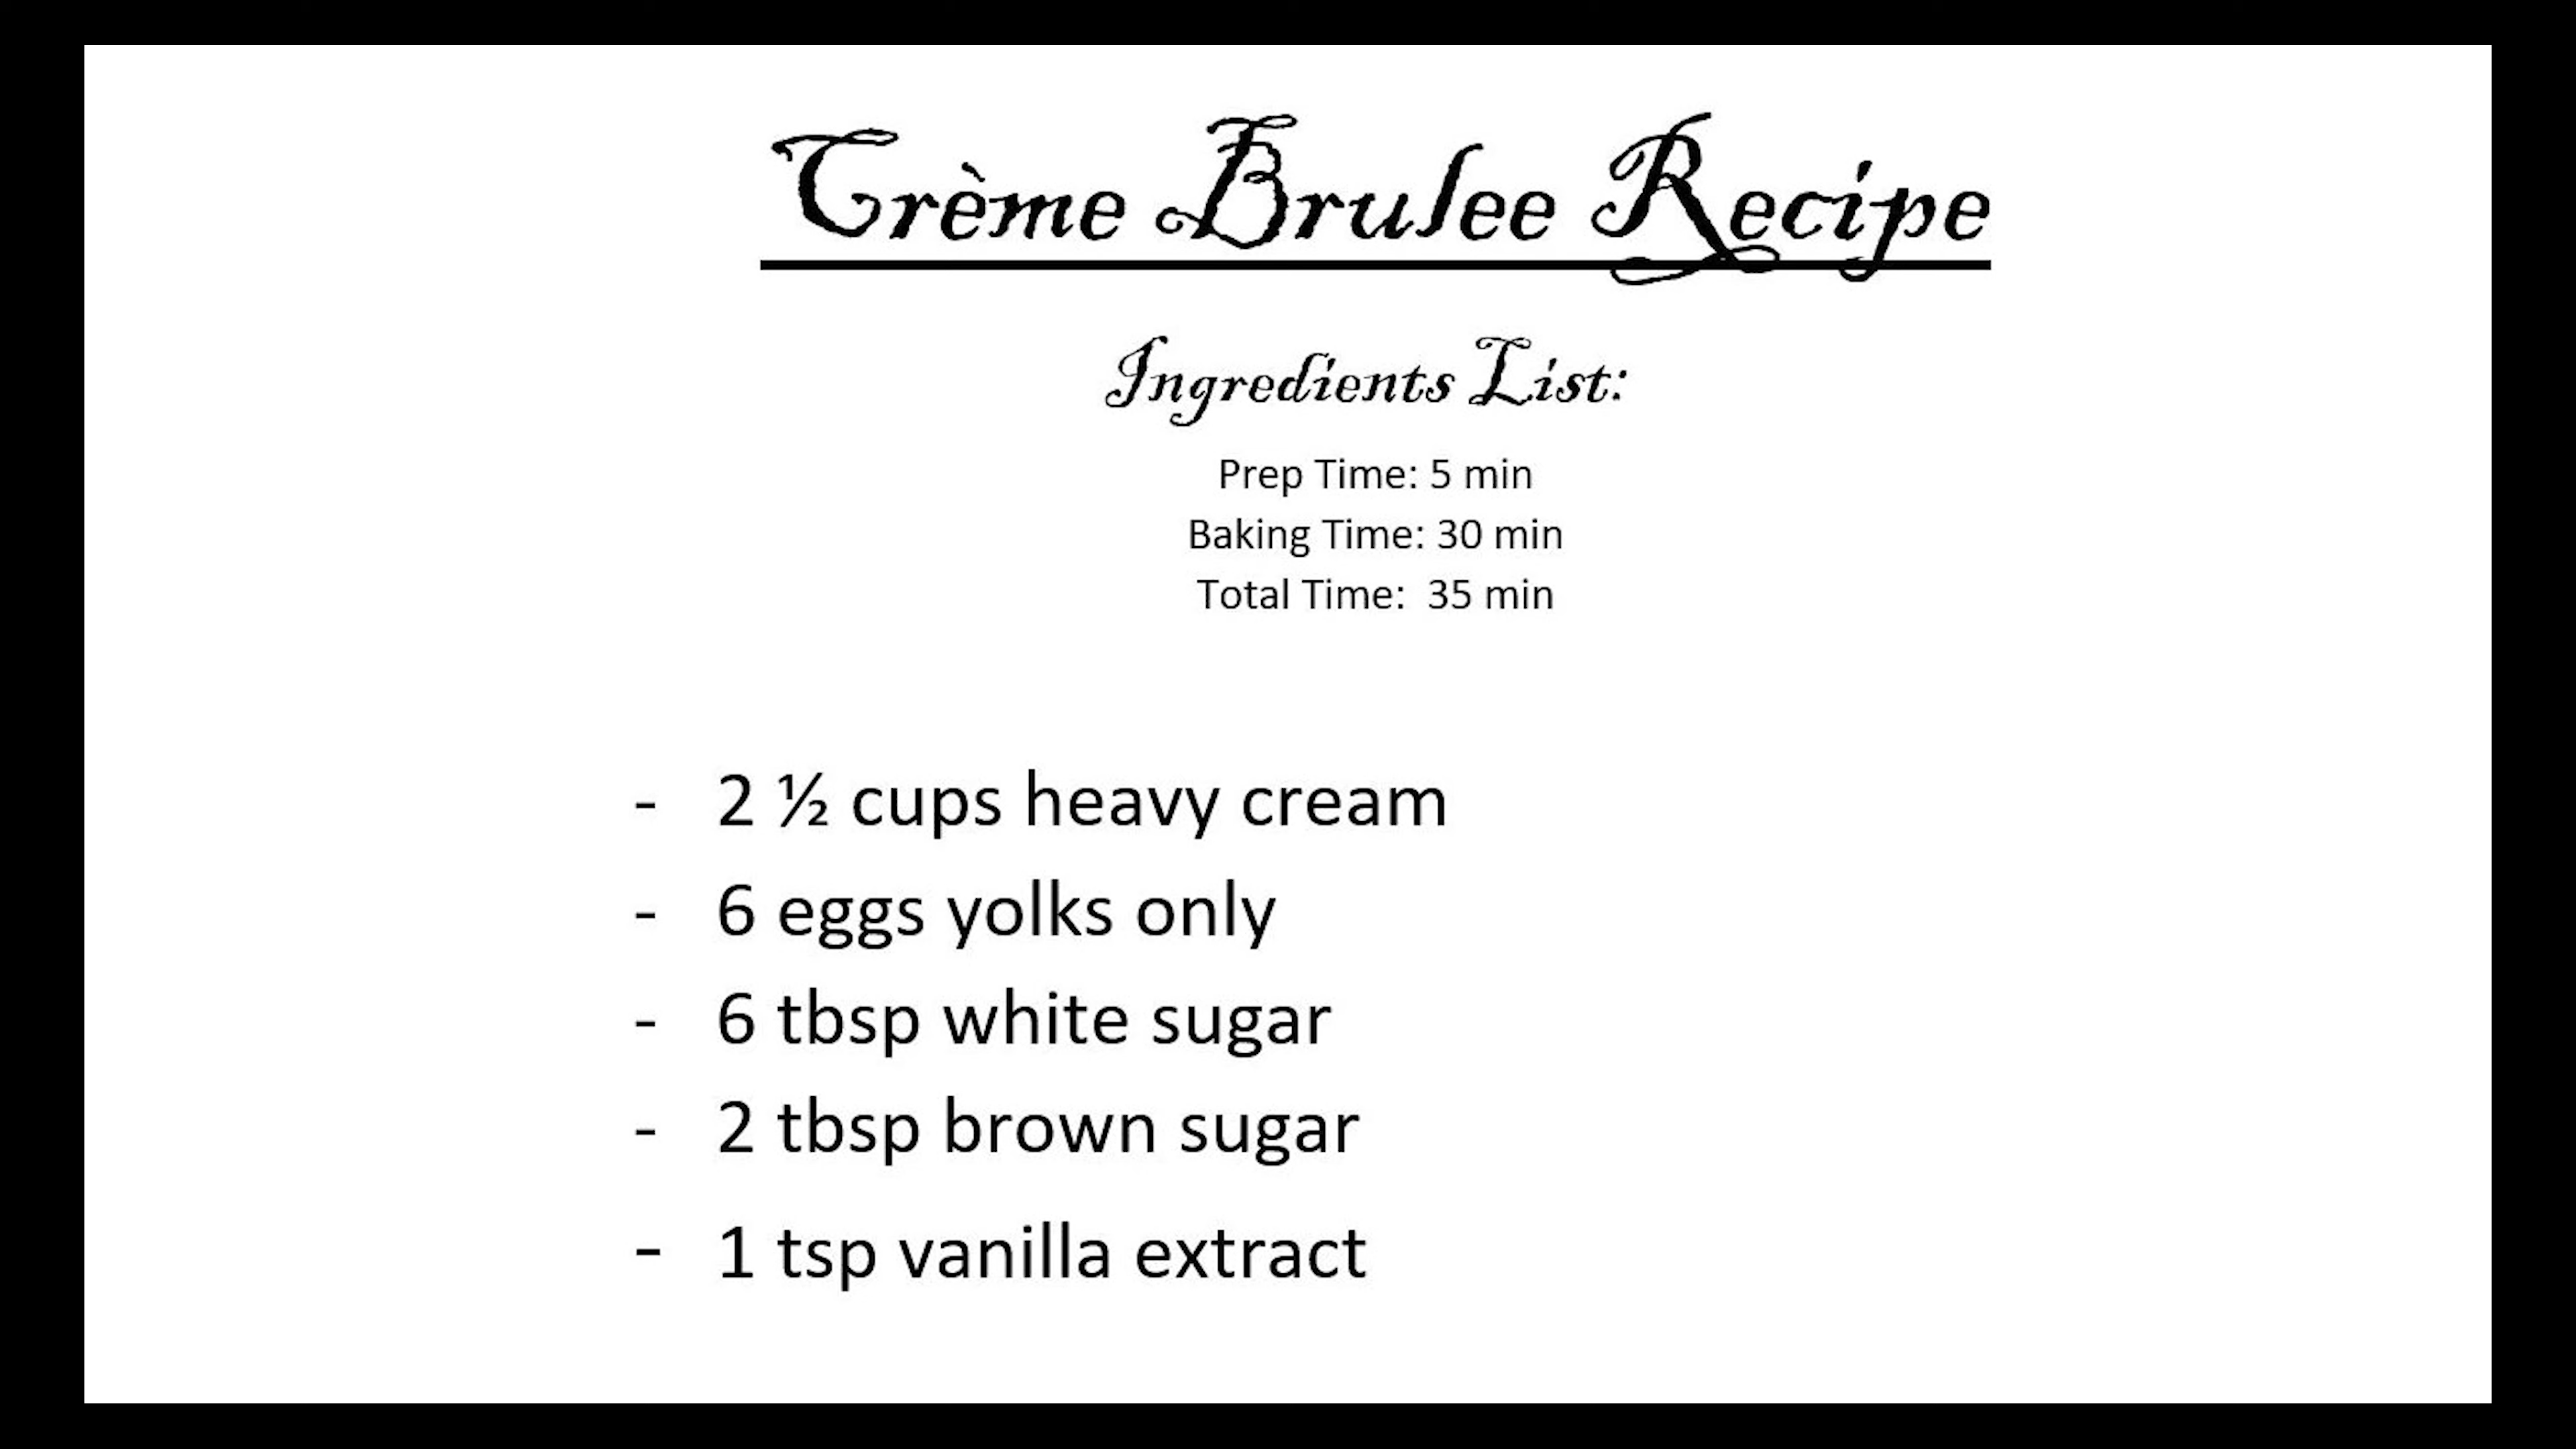 Crème Brulee Recipe
Ingredients List:
Prep Time: 5 min
Baking Time: 30 min
Total Time:  35 min
- 2 ½ cups heavy cream
- 6 eggs yolks only
- 6 tbsp white sugar
- 2 tbsp brown sugar
- 1 tsp vanilla extract